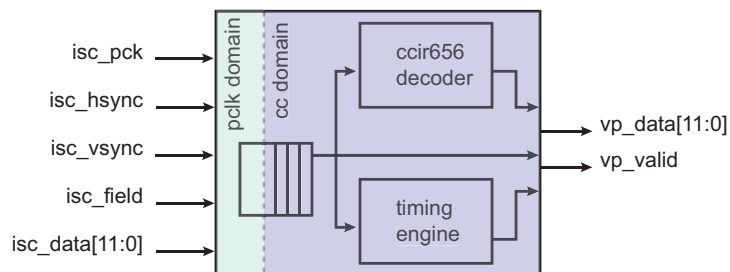 isc_pck
isc_hsync
isc_vsync
isc_field
isc_data[11:0]
pclk domain
cc domain
ccir656
decoder
timing
engine
vp_data[11:0]
vp_valid